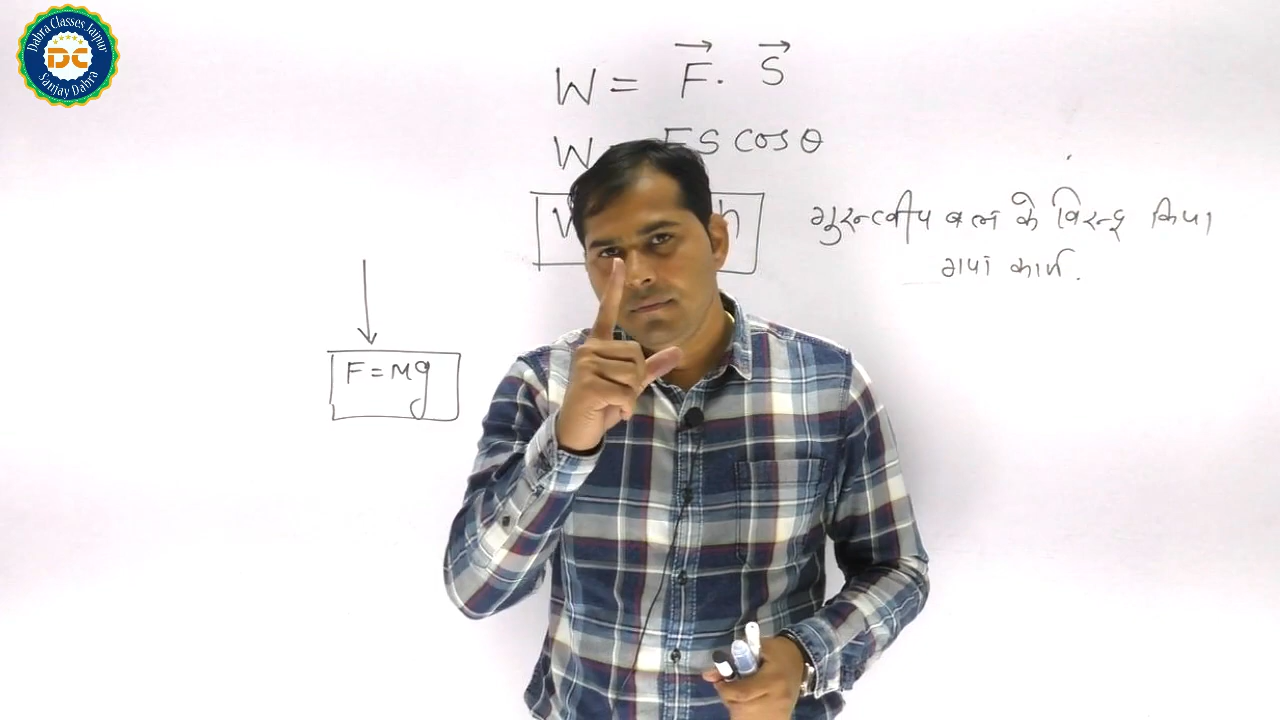 Dabra Classes Jaipur
DC
Sanjay Dabra
W = F⃗ . S⃗
W FS cos θ
W h
गुरुत्वीय बल के विरुद्ध किया
गया कार्य.
F = Mg